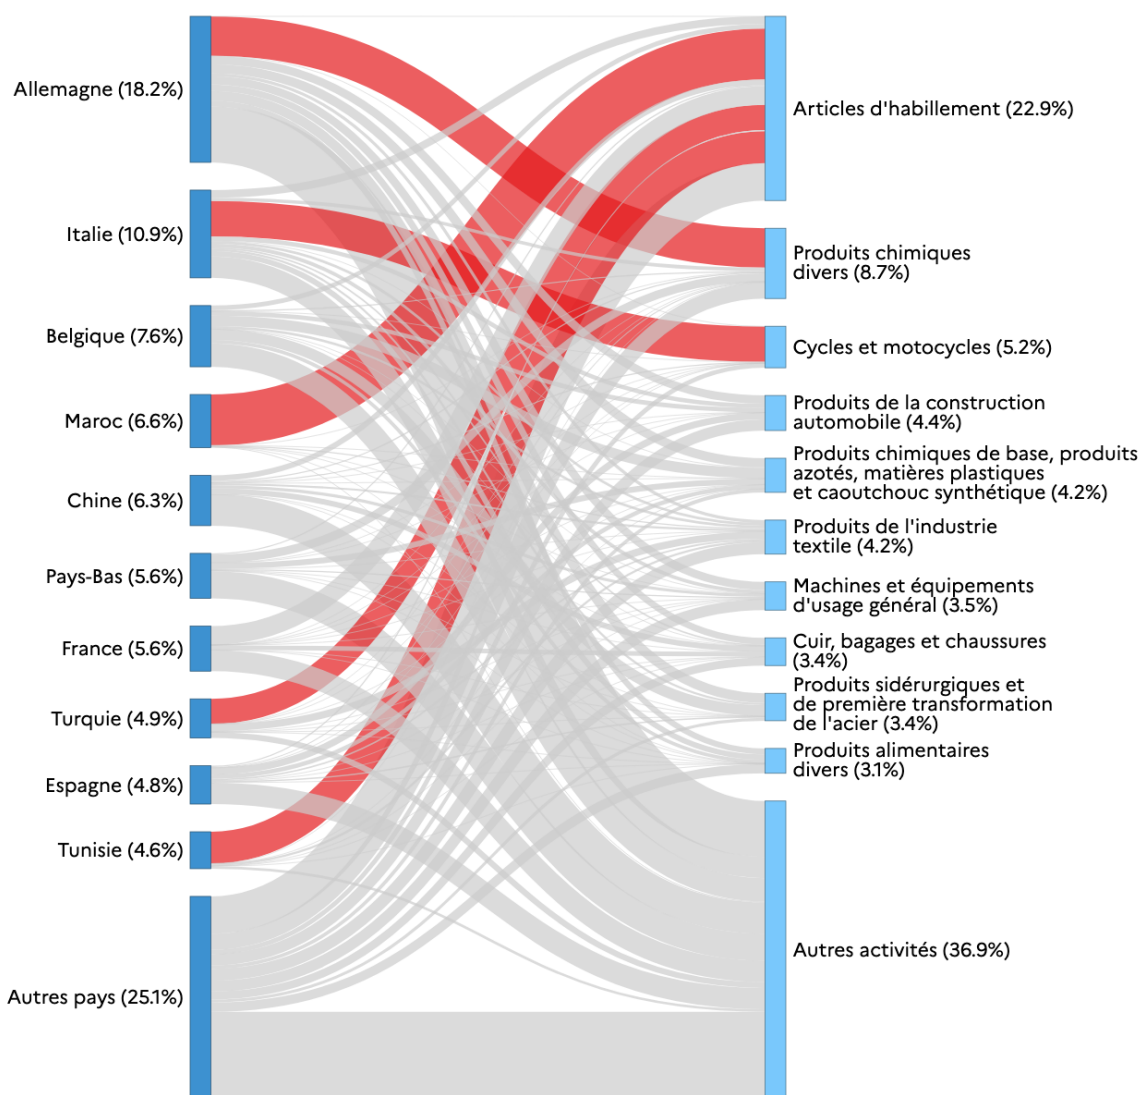 Allemagne (18.2%)
Italie (10.9%)
Belgique (7.6%)
Maroc (6.6%)
Chine (6.3%)
Pays-Bas (5.6%)
France (5.6%)
Turquie (4.9%)
Espagne (4.8%)
Tunisie (4.6%)
Autres pays (25.1%)
Articles d'habillement (22.9%)
Produits chimiques
divers (8.7%)
Cycles et motocycles (5.2%)
Produits de la construction
automobile (4.4%)
Produits chimiques de base, produits
azotés, matières plastiques
et caoutchouc synthétique (4.2%)
Produits de l'industrie
textile (4.2%)
Machines et équipements
d'usage général (3.5%)
Cuir, bagages et chaussures
(3.4%)
Produits sidérurgiques et
de première transformation
de l'acier (3.4%)
Produits alimentaires
divers (3.1%)
Autres activités (36.9%)